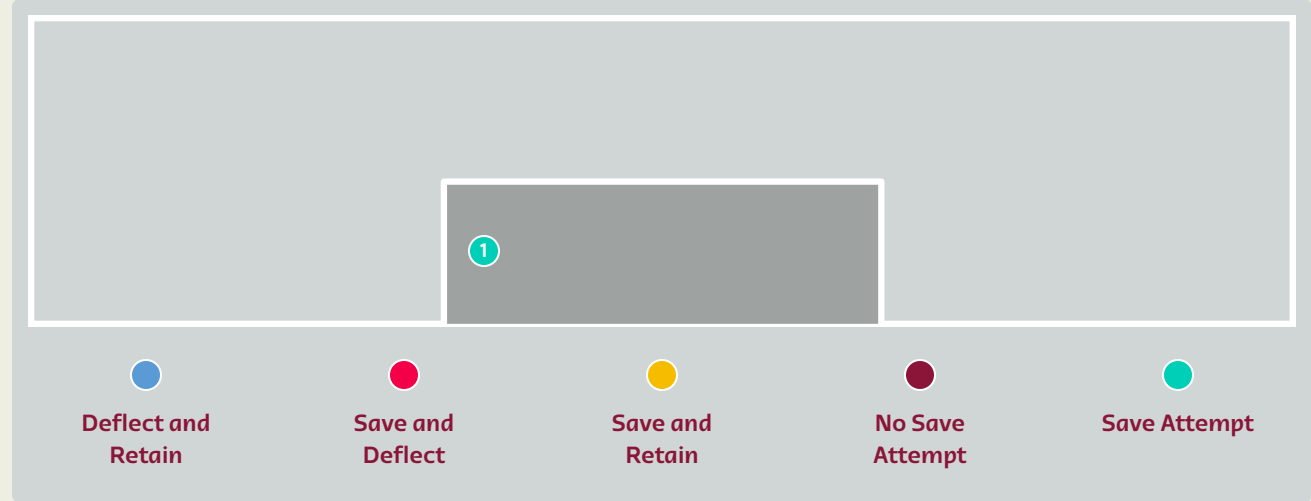 1
Deflect and
Retain
Save and
Deflect
Save and
Retain
No Save
Attempt
Save Attempt